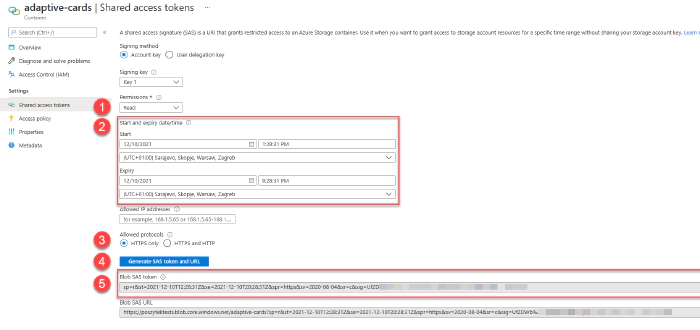 adaptive-cards | Shared access tokens ...
Container
Search (Ctrl+/) «
Overview
Diagnose and solve problems
Access Control (IAM)
Settings
Shared access tokens
Access policy
Properties
Metadata
A shared access signature (SAS) is a URI that grants restricted access to an Azure Storage container. Use it when you want to grant access to storage account resources for a specific time range without sharing your storage account key. Learn
Signing method
Account key User delegation key
Signing key
Key 1
1 Permissions *
Read
2 Start and expiry date/time
Start
12/10/2021 1:28:31 PM
(UTC+01:00) Sarajevo, Skopje, Warsaw, Zagreb
Expiry
12/10/2021 9:28:31 PM
(UTC+01:00) Sarajevo, Skopje, Warsaw, Zagreb
Allowed IP addresses
for example, 168.1.5.65 or 168.1.5.65-168.1....
3 Allowed protocols
HTTPS only HTTPS and HTTP
4 Generate SAS token and URL
5 Blob SAS token
sp=r&st=2021-12-10T12:28:31Z&se=2021-12-10T20:28:31Z&spr=https&sv=2020-08-04&sr=c&sig=UfZD
Blob SAS URL
https://poszytektests.blob.core.windows.net/adaptive-cards?sp=r&st=2021-12-10T12:28:31Z&se=2021-12-10T20:28:31Z&spr=https&sv=2020-08-04&sr=c&sig=UfZDWb%